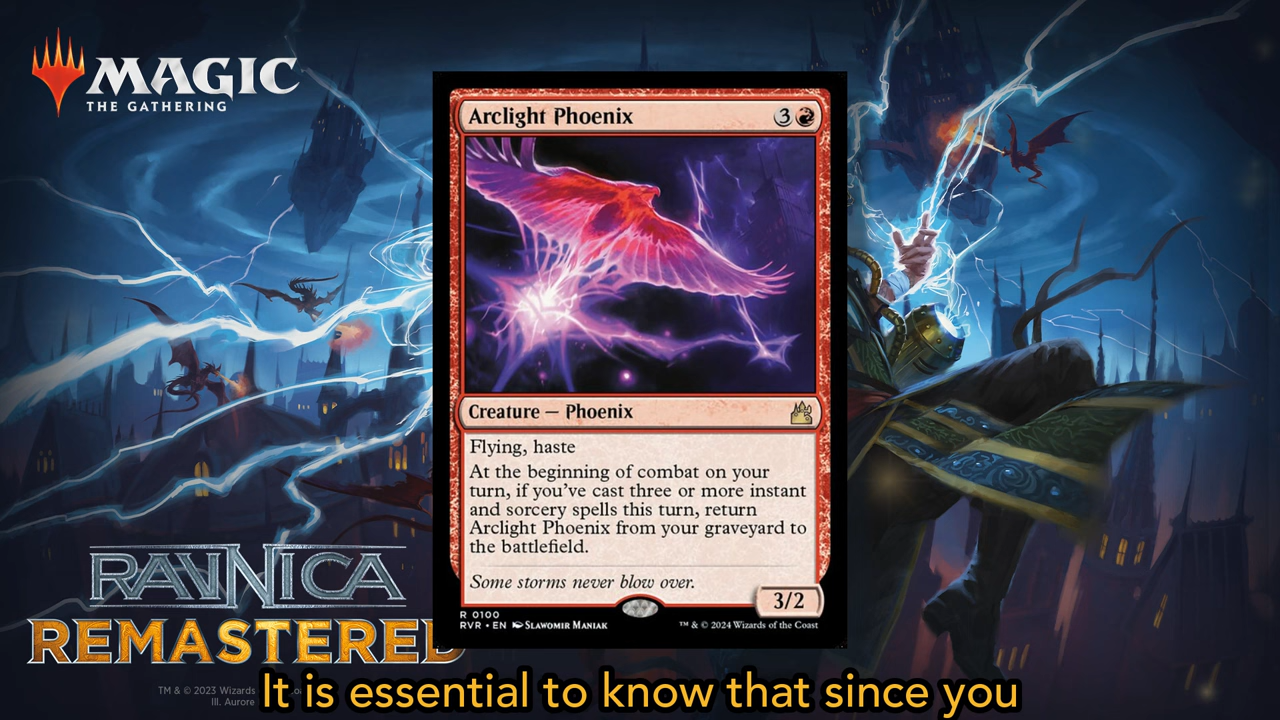 MAGIC
THE GATHERING
Arclight Phoenix 3
Creature — Phoenix
Flying, haste
At the beginning of combat on your
turn, if you've cast three or more instant
and sorcery spells this turn, return
Arclight Phoenix from your graveyard to
the battlefield.
Some storms never blow over.
3/2
R 0100
RVR • EN SLAWOMIR MANIAK
™ & © 2024 Wizards of the Coast
RAVNICA
REMASTERED
TM & © 2023 Wizards
Ill. Aurore
It is essential to know that since you